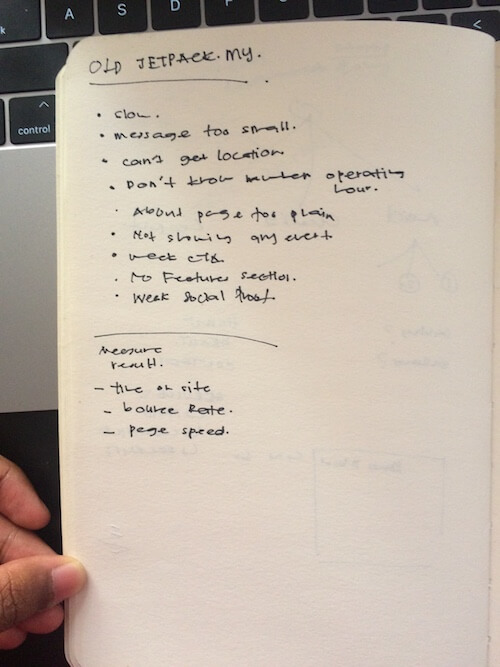 A
S
D
F
<
control
OLD JETPACK.MY.
• Slow.
• message too small.
• can't get location.
• Don't know operating
hour.
• About page too plain
• Not showing any event
• week CTA.
• No Features section.
• Week Social Proof.
measure
result.
– time on site
– bounce Rate.
– page speed.